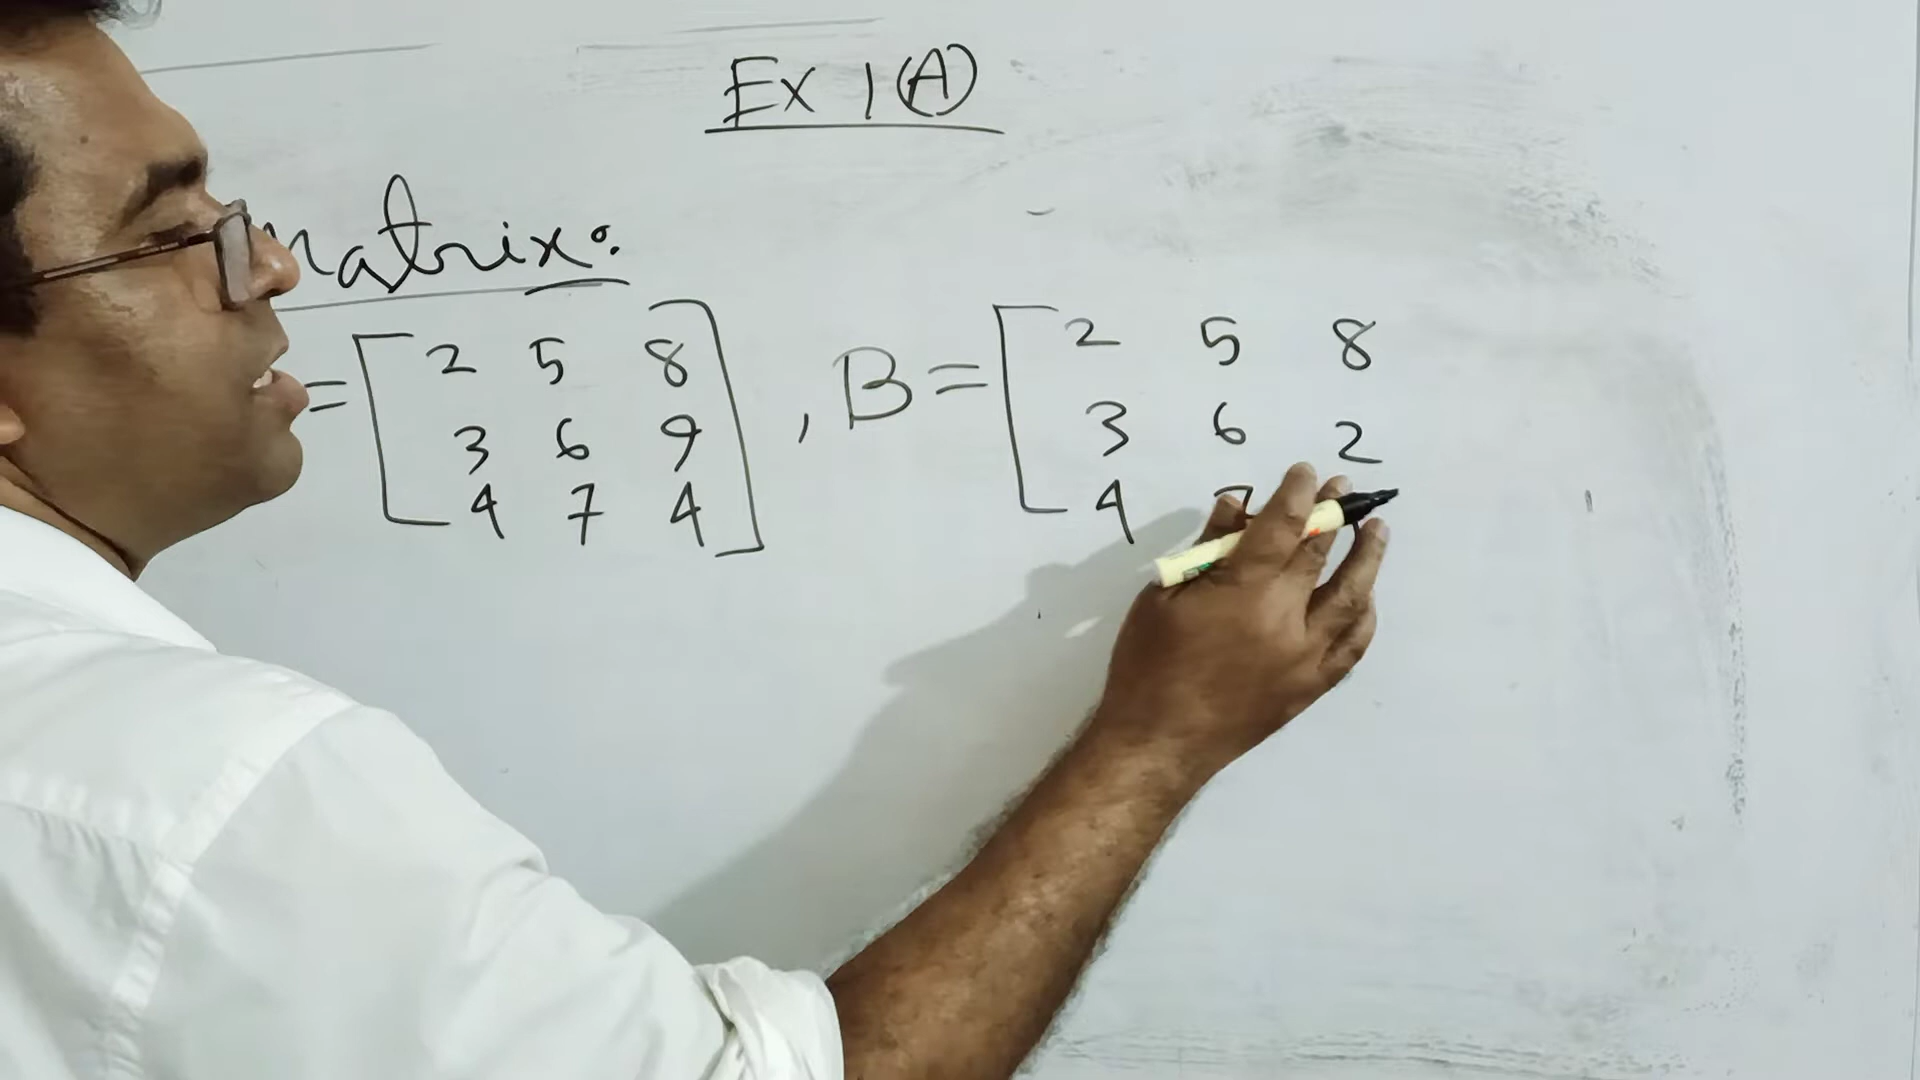 Ex 1(A)
matrix:
= [2 5 8
3 6 9
4 7 4] , B = [2 5 8
3 6 2
4 7